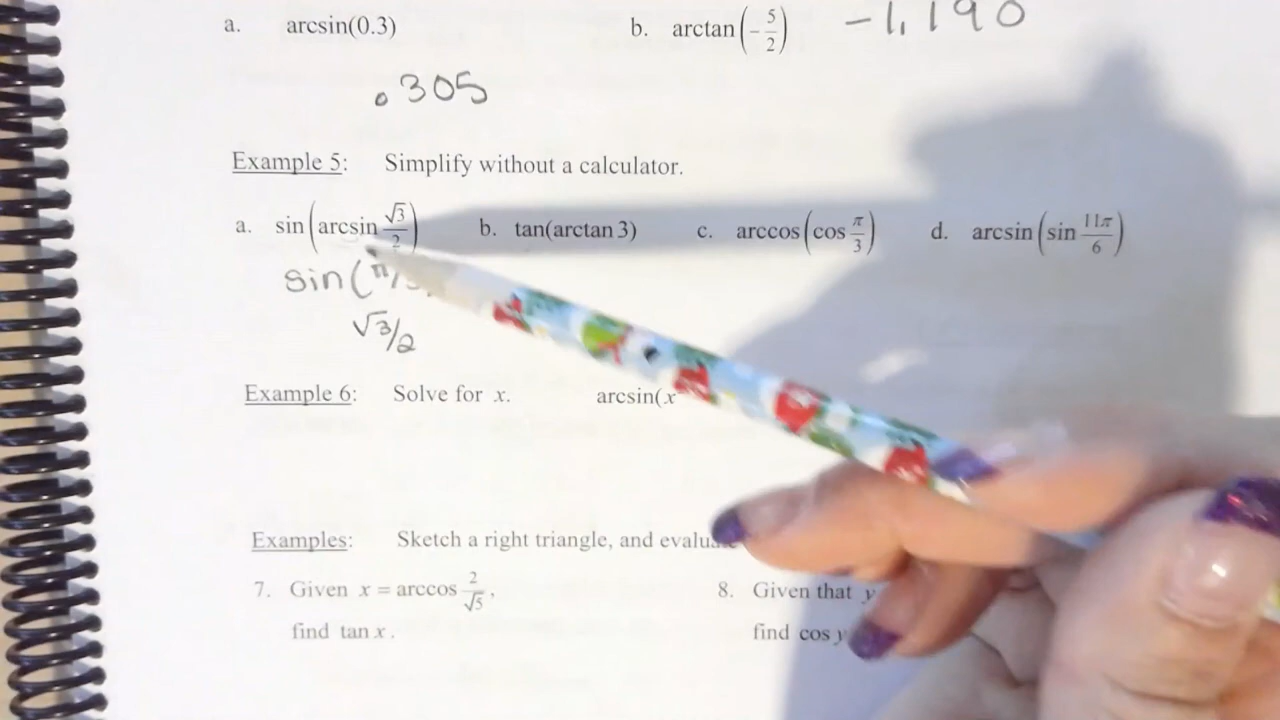 a. arcsin(0.3) b. arctan(-5/2) -1.190
.305
Example 5: Simplify without a calculator.
a. sin(arcsin √3/2) b. tan(arctan 3) c. arccos(cos π/3) d. arcsin(sin 11π/6)
sin(π/
√3/2
Example 6: Solve for x. arcsin(x
Examples: Sketch a right triangle, and
7. Given x = arccos 2/√5, 8. Given that y
find tan x. find cos y